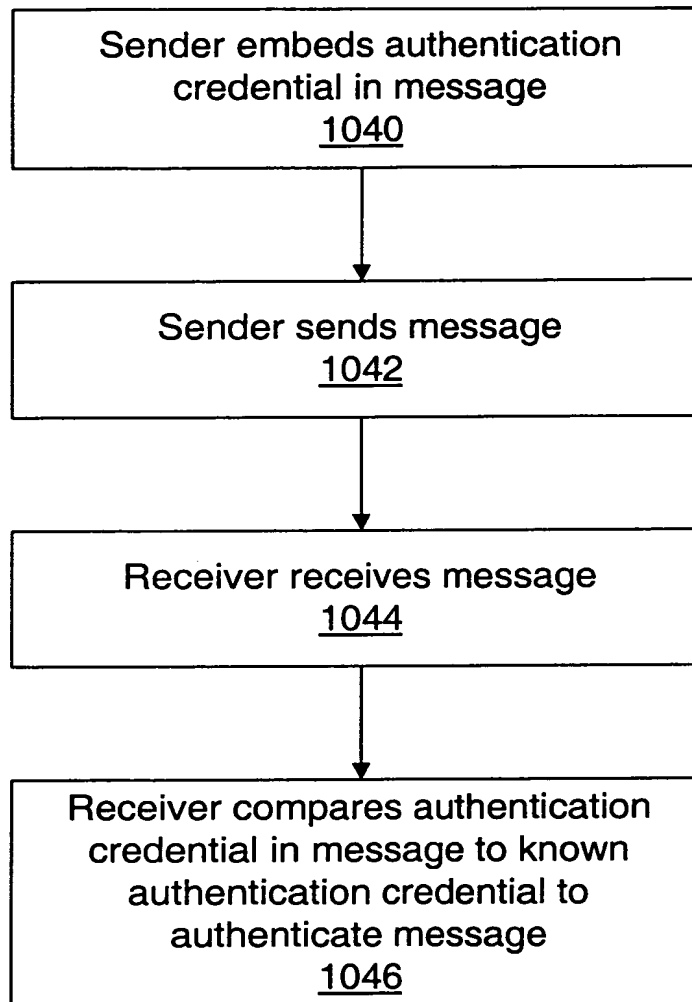 Sender embeds authentication
credential in message
1040
Sender sends message
1042
Receiver receives message
1044
Receiver compares authentication
credential in message to known
authentication credential to
authenticate message
1046